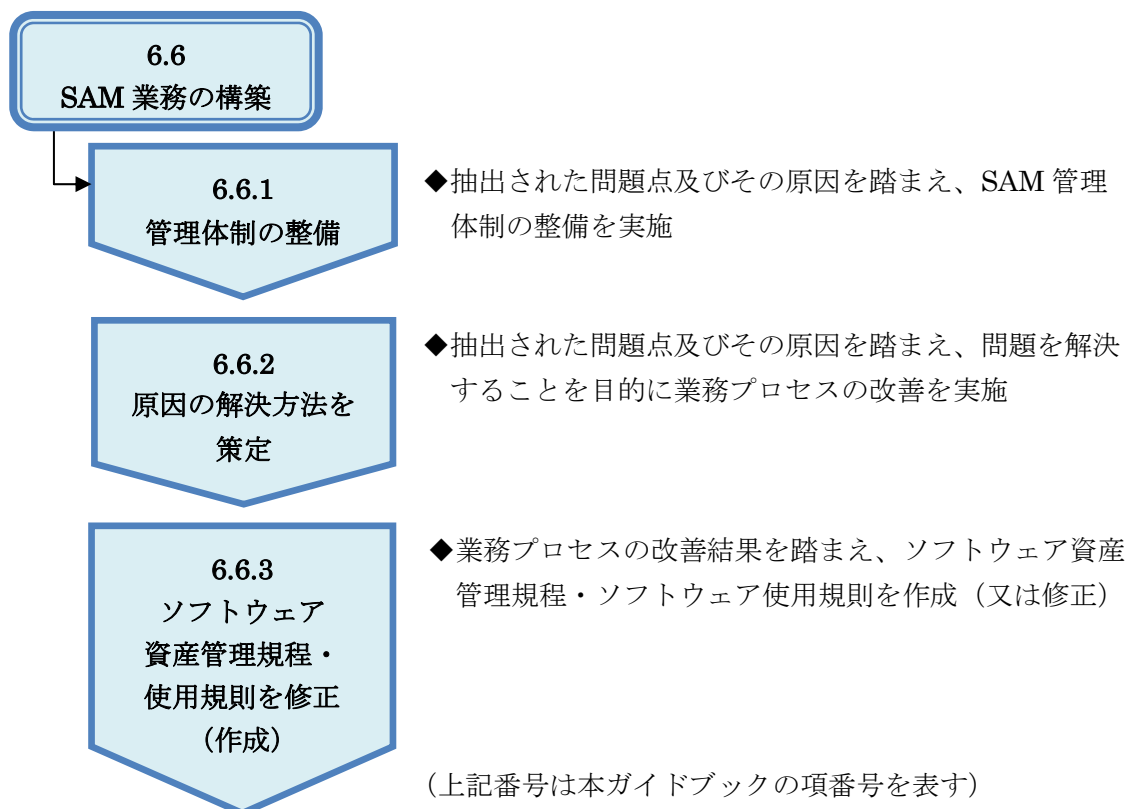 6.6
SAM 業務の構築
6.6.1
管理体制の整備
◆抽出された問題点及びその原因を踏まえ、SAM 管理
体制の整備を実施
6.6.2
原因の解決方法を
策定
◆抽出された問題点及びその原因を踏まえ、問題を解決
することを目的に業務プロセスの改善を実施
6.6.3
ソフトウェア
資産管理規程・
使用規則を修正
（作成）
◆業務プロセスの改善結果を踏まえ、ソフトウェア資産
管理規程・ソフトウェア使用規則を作成（又は修正）
（上記番号は本ガイドブックの項番号を表す）